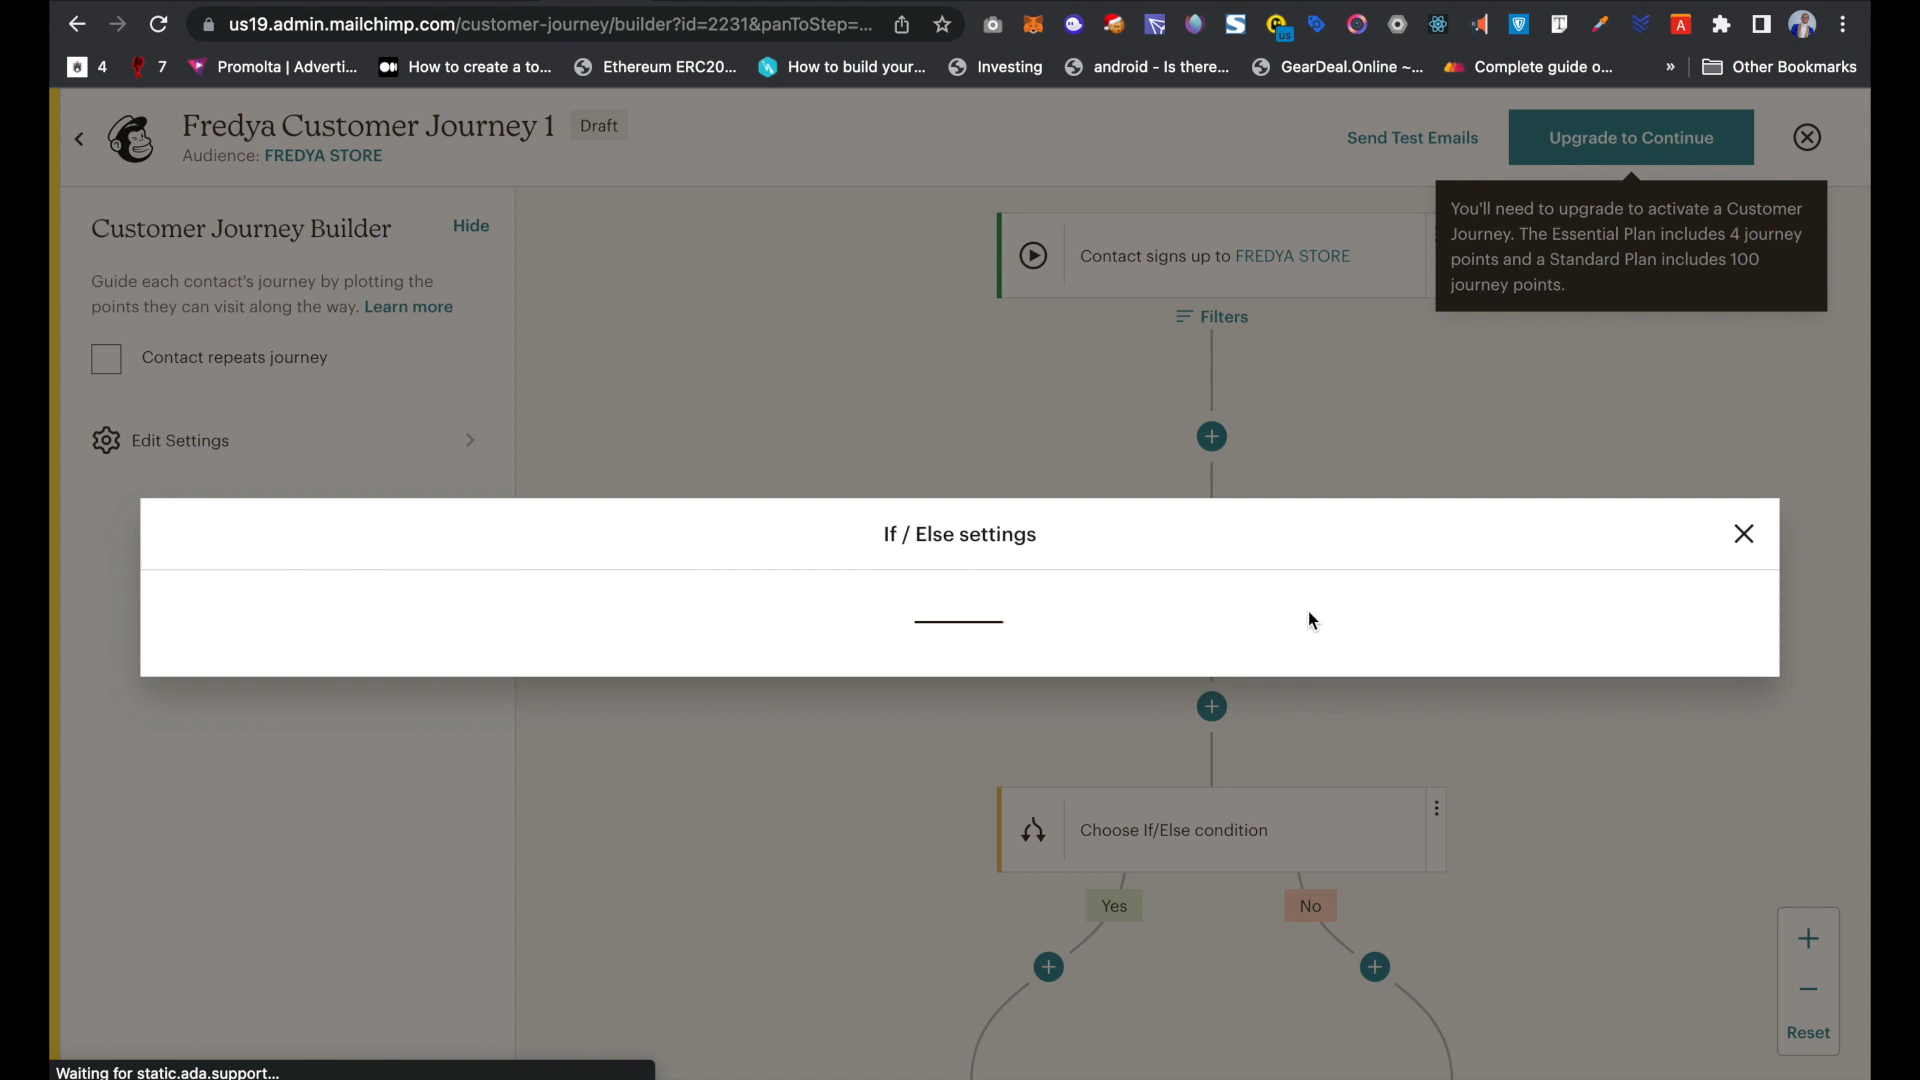 us19.admin.mailchimp.com/customer-journey/builder?id=2231&panToStep=...
us
T
A
4
7
Promolta | Adverti...
How to create a to...
Ethereum ERC20...
How to build your...
Investing
android - Is there...
GearDeal.Online ~...
Complete guide o...
»
Other Bookmarks
Fredya Customer Journey 1
Draft
Audience: FREDYA STORE
Send Test Emails
Upgrade to Continue
You'll need to upgrade to activate a Customer
Journey. The Essential Plan includes 4 journey
points and a Standard Plan includes 100
journey points.
Customer Journey Builder
Hide
Guide each contact's journey by plotting the
points they can visit along the way. Learn more
Contact repeats journey
Edit Settings
Contact signs up to FREDYA STORE
Filters
If / Else settings
Choose If/Else condition
Yes
No
Reset
Waiting for static.ada.support...